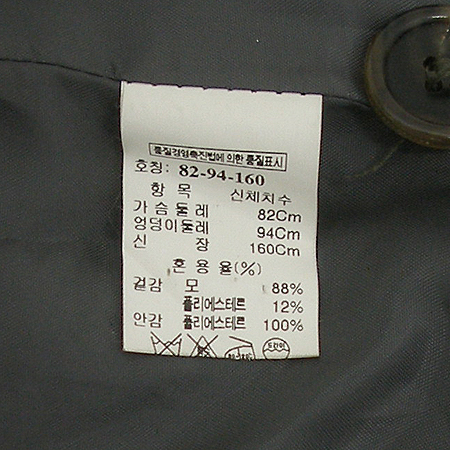 품질경영촉진법에 의한 품질표시
호칭: 82-94-160
항 목 신체치수
가슴둘레 82Cm
엉덩이둘레 94Cm
신 장 160Cm
혼 용 율(%)
겉감 모 88%
폴리에스테르 12%
안감 폴리에스테르 100%
드라이